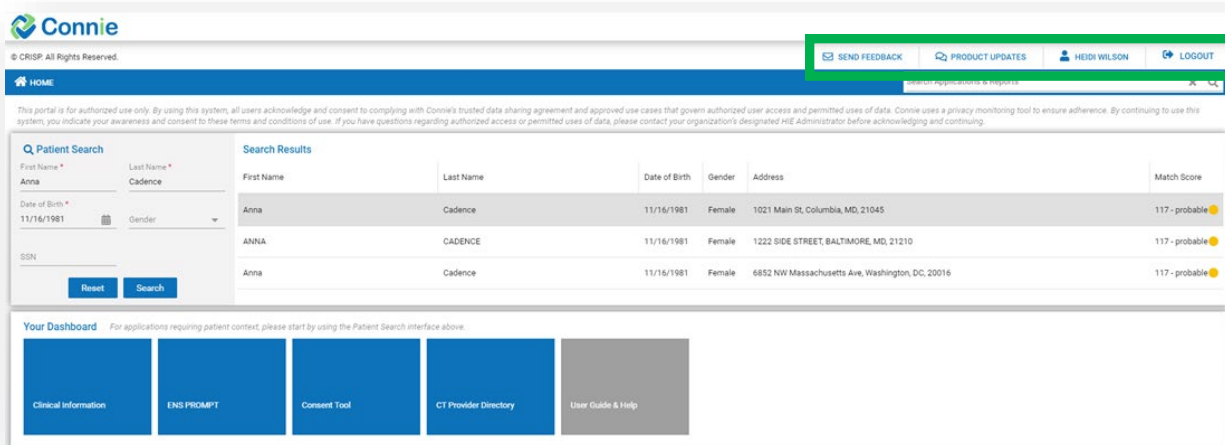 Connie
© CRISP. All Rights Reserved.
SEND FEEDBACK
PRODUCT UPDATES
HEIDI WILSON
LOGOUT
HOME
Search Applications & Reports
This portal is for authorized use only. By using this system, all users acknowledge and consent to complying with Connie's trusted data sharing agreement and approved use cases that govern authorized user access and permitted uses of data. Connie uses a privacy monitoring tool to ensure adherence. By continuing to use this
system, you indicate your awareness and consent to these terms and conditions of use. If you have questions regarding authorized access or permitted uses of data, please contact your organization's designated HIE Administrator before acknowledging and continuing.
Patient Search
First Name * Last Name *
Anna Cadence
Date of Birth *
11/16/1981 Gender
SSN
Reset Search
Search Results
First Name Last Name Date of Birth Gender Address Match Score
Anna Cadence 11/16/1981 Female 1021 Main St, Columbia, MD, 21045 117 - probable
ANNA CADENCE 11/16/1981 Female 1222 SIDE STREET, BALTIMORE, MD, 21210 117 - probable
Anna Cadence 11/16/1981 Female 6852 NW Massachusetts Ave, Washington, DC, 20016 117 - probable
Your Dashboard For applications requiring patient context, please start by using the Patient Search interface above.
Clinical Information
ENS PROMPT
Consent Tool
CT Provider Directory
User Guide & Help